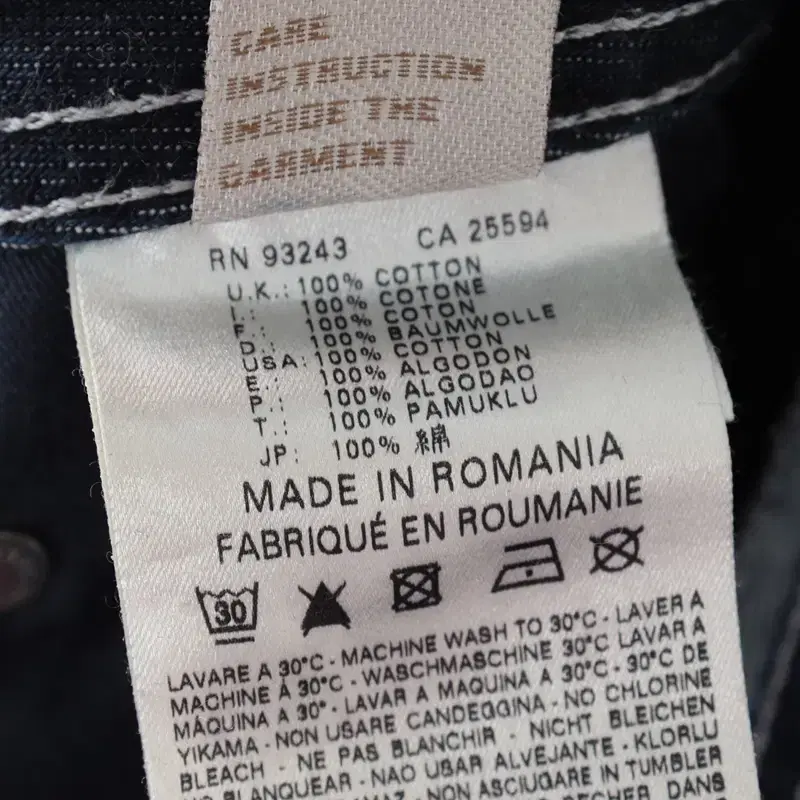 CARE
INSTRUCTION
INSIDE THE
GARMENT
RN 93243 CA 25594
U.K.: 100% COTTON
I.: 100% COTONE
F.: 100% COTON
D.: 100% BAUMWOLLE
USA: 100% COTTON
E.: 100% ALGODON
P.: 100% ALGODAO
T.: 100% PAMUKLU
JP: 100% 綿
MADE IN ROMANIA
FABRIQUÉ EN ROUMANIE
30
LAVARE A 30°C - MACHINE WASH TO 30°C - LAVER A
MACHINE À 30°C - WASCHMASCHINE 30°C LAVAR A
MÁQUINA A 30° - LAVAR A MAQUINA A 30°C - 30°C DE
YIKAMA - NON USARE CANDEGGINA - NO CHLORINE
BLEACH - NE PAS BLANCHIR - NICHT BLEICHEN
NO BLANQUEAR - NAO USAR ALVEJANTE - KLORLU
NON ASCIUGARE IN TUMBLER
DANS